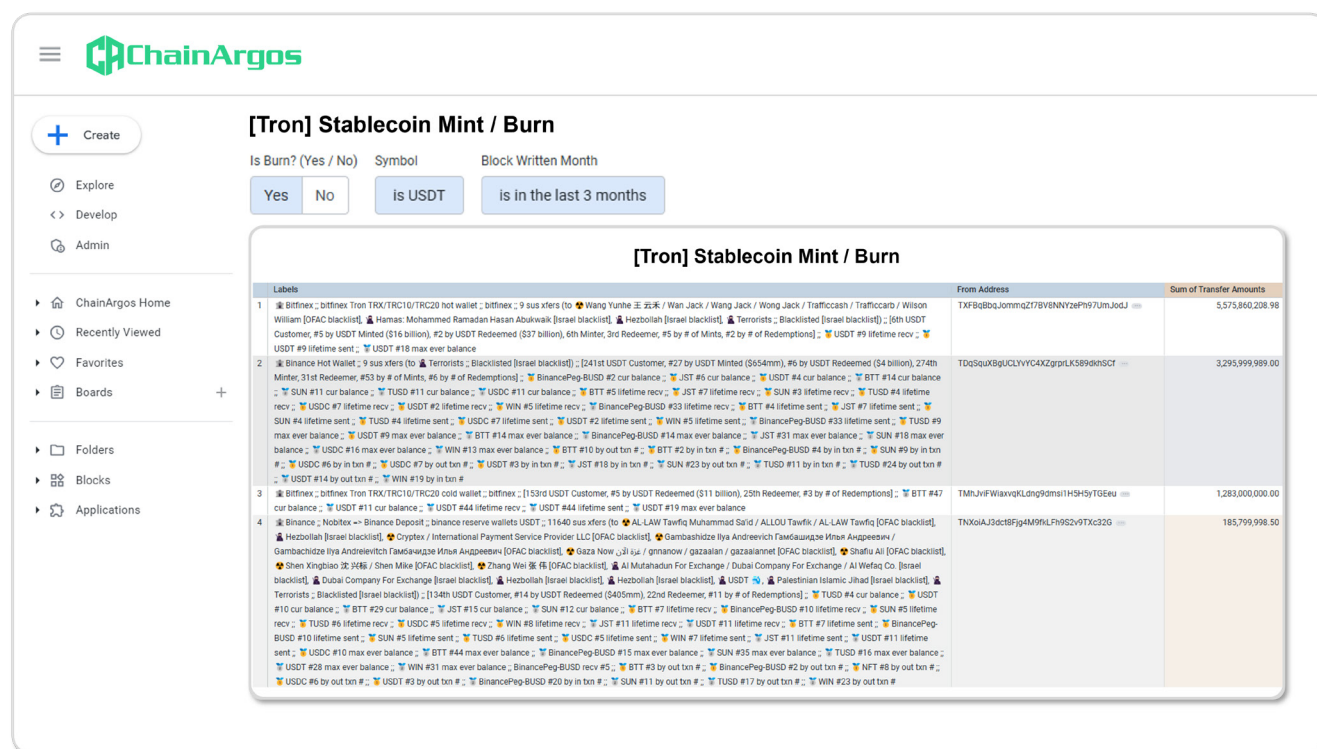 ChainArgos
Create
Explore
Develop
Admin
ChainArgos Home
Recently Viewed
Favorites
Boards
Folders
Blocks
Applications
[Tron] Stablecoin Mint / Burn
Is Burn? (Yes / No) Symbol Block Written Month
Yes No is USDT is in the last 3 months
[Tron] Stablecoin Mint / Burn
Labels From Address Sum of Transfer Amounts
1 🏦 Bitfinex ;; bitfinex Tron TRX/TRC10/TRC20 hot wallet ;; bitfinex ;; 9 sus xfers (to ☢ Wang Yunhe 王 云禾 / Wan Jack / Wang Jack / Wong Jack / Trafficcash / Trafficcarb / Wilson TXFBqBbqJommqZf7BV8NNYzePh97UmJodJ 5,575,860,208.98
William [OFAC blacklist], Hamas: Mohammed Ramadan Hasan Abukwaik [Israel blacklist], Hezbollah [Israel blacklist], Terrorists ;; Blacklisted [Israel blacklist]) ;; [6th USDT
Customer, #5 by USDT Minted ($16 billion), #2 by USDT Redeemed ($37 billion), 6th Minter, 3rd Redeemer, #5 by # of Mints, #2 by # of Redemptions] ;; USDT #9 lifetime recv ;;
USDT #9 lifetime sent ;; USDT #18 max ever balance
2 Binance Hot Wallet ;; 9 sus xfers (to Terrorists ;; Blacklisted [Israel blacklist]) ;; [241st USDT Customer, #27 by USDT Minted ($654mm), #6 by USDT Redeemed ($4 billion), 274th TDqSquXBgUCLYvYC4XZgrprLK589dkhSCf 3,295,999,989.00
Minter, 31st Redeemer, #53 by # of Mints, #6 by # of Redemptions] ;; BinancePeg-BUSD #2 cur balance ;; JST #6 cur balance ;; USDT #4 cur balance ;; BTT #14 cur balance
;; SUN #11 cur balance ;; TUSD #11 cur balance ;; USDC #11 cur balance ;; BTT #5 lifetime recv ;; JST #7 lifetime recv ;; SUN #3 lifetime recv ;; TUSD #4 lifetime
recv ;; USDC #7 lifetime recv ;; USDT #2 lifetime recv ;; WIN #5 lifetime recv ;; BinancePeg-BUSD #33 lifetime recv ;; BTT #4 lifetime sent ;; JST #7 lifetime sent ;;
SUN #4 lifetime sent ;; TUSD #4 lifetime sent ;; USDC #7 lifetime sent ;; USDT #2 lifetime sent ;; WIN #5 lifetime sent ;; BinancePeg-BUSD #33 lifetime sent ;; TUSD #9
max ever balance ;; USDT #9 max ever balance ;; BTT #14 max ever balance ;; BinancePeg-BUSD #14 max ever balance ;; JST #31 max ever balance ;; SUN #18 max ever
balance ;; USDC #16 max ever balance ;; WIN #13 max ever balance ;; BTT #10 by out txn # ;; BTT #2 by in txn # ;; BinancePeg-BUSD #4 by in txn # ;; SUN #9 by in txn
# ;; USDC #6 by in txn # ;; USDC #7 by out txn # ;; USDT #3 by in txn # ;; JST #18 by in txn # ;; SUN #23 by out txn # ;; TUSD #11 by in txn # ;; TUSD #24 by out txn #
;; USDT #14 by out txn # ;; WIN #19 by in txn #
3 Bitfinex ;; bitfinex Tron TRX/TRC10/TRC20 cold wallet ;; bitfinex ;; [153rd USDT Customer, #5 by USDT Redeemed ($11 billion), 25th Redeemer, #3 by # of Redemptions] ;; BTT #47 TMhJviFWiaxvqKLdng9dmsi1H5H5yTGEeu 1,283,000,000.00
cur balance ;; USDT #11 cur balance ;; USDT #44 lifetime recv ;; USDT #44 lifetime sent ;; USDT #19 max ever balance
4 Binance ;; Nobitex => Binance Deposit ;; binance reserve wallets USDT ;; 11640 sus xfers (to AL-LAW Tawfiq Muhammad Sa'id / ALLOU Tawfik / AL-LAW Tawfiq [OFAC blacklist], TNXoiAJ3dct8Fjg4M9fkLFh9S2v9TXc32G 185,799,998.50
Hezbollah [Israel blacklist], Cryptex / International Payment Service Provider LLC [OFAC blacklist], Gambashidze Ilya Andreevich Гамбашидзе Илья Андреевич /
Gambachidze Ilya Andreievitch Гамбачидзе Илья Андреевич [OFAC blacklist], Gaza Now غزة الآن / gnnanow / gazaalan / gazaalannet [OFAC blacklist], Shafiu Ali [OFAC blacklist],
Shen Xingbiao 沈 兴标 / Shen Mike [OFAC blacklist], Zhang Wei 张 伟 [OFAC blacklist], Al Mutahadun For Exchange / Dubai Company For Exchange / Al Wefaq Co. [Israel
blacklist], Dubai Company For Exchange [Israel blacklist], Hezbollah [Israel blacklist], Hezbollah [Israel blacklist], USDT, Palestinian Islamic Jihad [Israel blacklist],
Terrorists ;; Blacklisted [Israel blacklist]) ;; [134th USDT Customer, #14 by USDT Redeemed ($405mm), 22nd Redeemer, #11 by # of Redemptions] ;; TUSD #4 cur balance ;; USDT
#10 cur balance ;; BTT #29 cur balance ;; JST #15 cur balance ;; SUN #12 cur balance ;; BTT #7 lifetime recv ;; BinancePeg-BUSD #10 lifetime recv ;; SUN #5 lifetime
recv ;; TUSD #6 lifetime recv ;; USDC #5 lifetime recv ;; WIN #8 lifetime recv ;; JST #11 lifetime recv ;; USDT #11 lifetime recv ;; BTT #7 lifetime sent ;; BinancePeg-
BUSD #10 lifetime sent ;; SUN #5 lifetime sent ;; TUSD #6 lifetime sent ;; USDC #5 lifetime sent ;; WIN #7 lifetime sent ;; JST #11 lifetime sent ;; USDT #11 lifetime
sent ;; USDC #10 max ever balance ;; BTT #44 max ever balance ;; BinancePeg-BUSD #15 max ever balance ;; SUN #35 max ever balance ;; TUSD #16 max ever balance ;;
USDT #28 max ever balance ;; WIN #31 max ever balance ;; BinancePeg-BUSD recv #5 ;; BTT #3 by out txn # ;; BinancePeg-BUSD #2 by out txn # ;; NFT #8 by out txn # ;;
USDC #6 by out txn # ;; USDT #3 by out txn # ;; BinancePeg-BUSD #20 by in txn # ;; SUN #11 by out txn # ;; TUSD #17 by out txn # ;; WIN #23 by out txn #